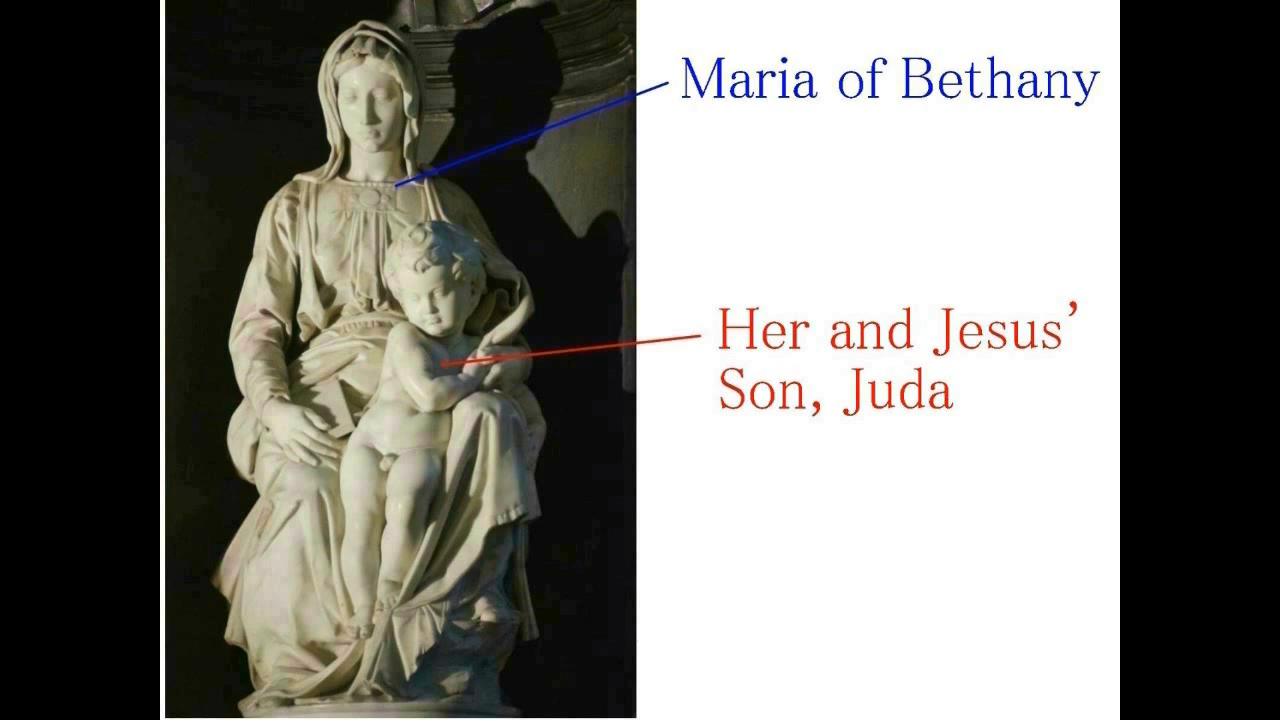 Maria of Bethany
Her and Jesus’
Son, Juda